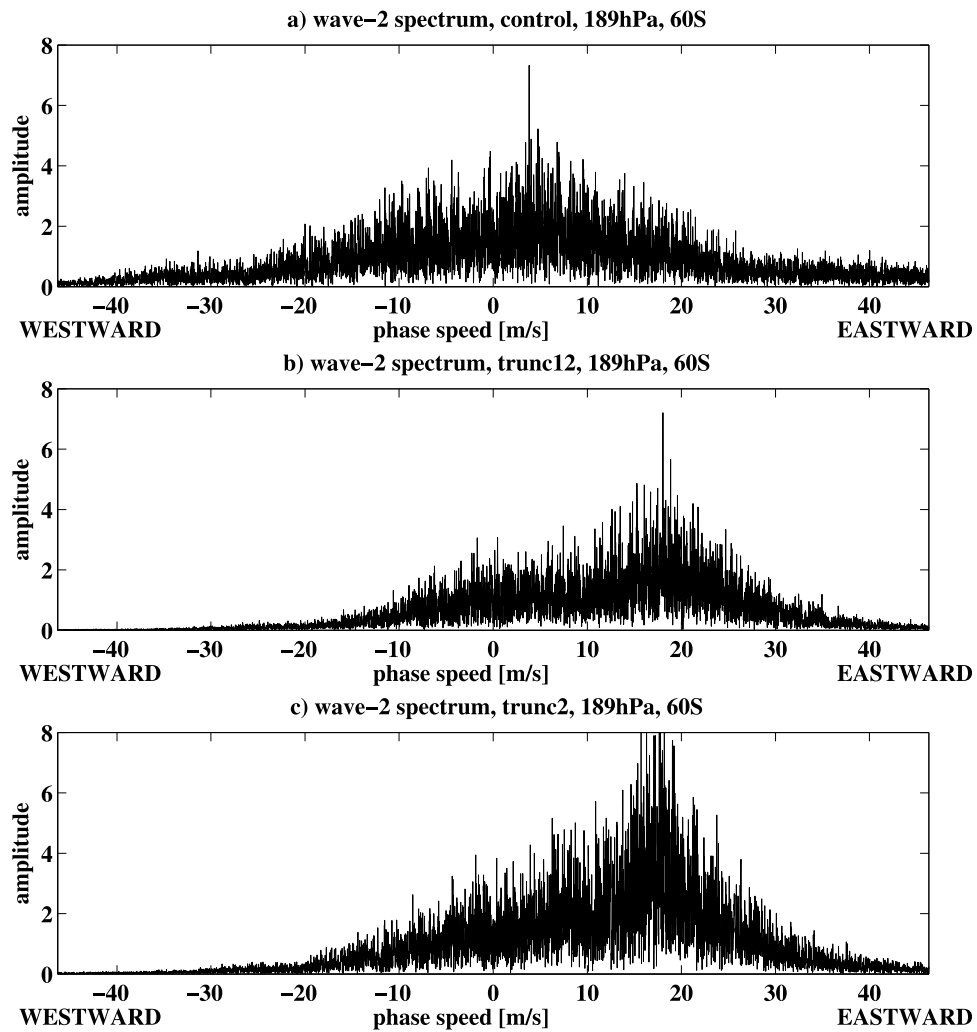 a) wave−2 spectrum, control, 189hPa, 60S
8
6
4
2
0
amplitude
−40 −30 −20 −10 0 10 20 30 40
WESTWARD phase speed [m/s] EASTWARD
b) wave−2 spectrum, trunc12, 189hPa, 60S
8
6
4
2
0
amplitude
−40 −30 −20 −10 0 10 20 30 40
WESTWARD phase speed [m/s] EASTWARD
c) wave−2 spectrum, trunc2, 189hPa, 60S
8
6
4
2
0
amplitude
−40 −30 −20 −10 0 10 20 30 40
WESTWARD phase speed [m/s] EASTWARD